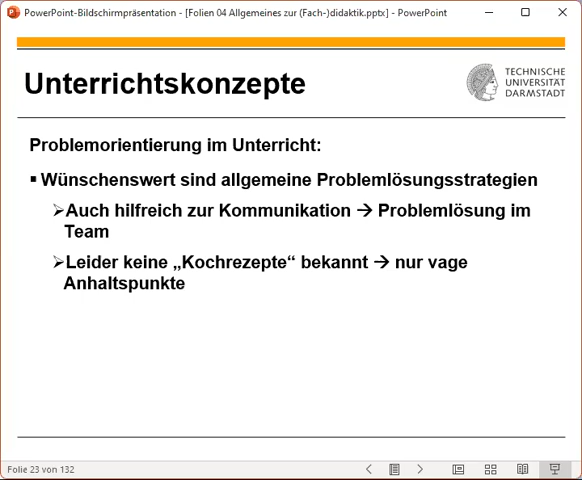 PowerPoint-Bildschirmpräsentation - [Folien 04 Allgemeines zur (Fach-)didaktik.pptx] - PowerPoint
Unterrichtskonzepte
TECHNISCHE
UNIVERSITÄT
DARMSTADT
Problemorientierung im Unterricht:
▪ Wünschenswert sind allgemeine Problemlösungsstrategien
➢Auch hilfreich zur Kommunikation → Problemlösung im
Team
➢Leider keine „Kochrezepte“ bekannt → nur vage
Anhaltspunkte
Folie 23 von 132